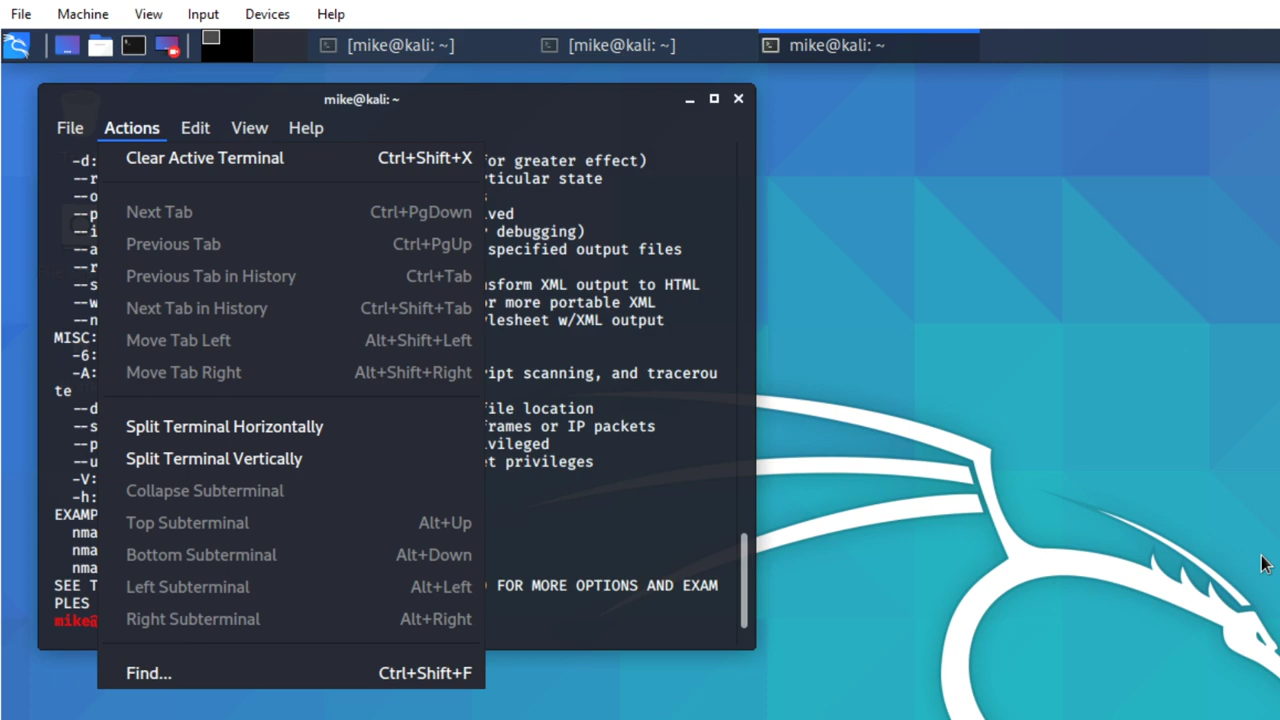 File Machine View Input Devices Help
[mike@kali: ~] [mike@kali: ~] mike@kali: ~
mike@kali: ~
File Actions Edit View Help
Clear Active Terminal Ctrl+Shift+X
Next Tab Ctrl+PgDown
Previous Tab Ctrl+PgUp
Previous Tab in History Ctrl+Tab
Next Tab in History Ctrl+Shift+Tab
Move Tab Left Alt+Shift+Left
Move Tab Right Alt+Shift+Right
Split Terminal Horizontally
Split Terminal Vertically
Collapse Subterminal
Top Subterminal Alt+Up
Bottom Subterminal Alt+Down
Left Subterminal Alt+Left
Right Subterminal Alt+Right
Find... Ctrl+Shift+F
-d: for greater effect)
--r ticular state
--o
--p lved
--i debugging)
--a specified output files
--r
--s nsform XML output to HTML
--w or more portable XML
--n ylesheet w/XML output
MISC:
-6:
-A: ript scanning, and tracerou
te
--d file location
--s frames or IP packets
--p vileged
--u et privileges
-V:
-h:
EXAMP
nma
nma
nma
SEE T ) FOR MORE OPTIONS AND EXAM
PLES
mike@